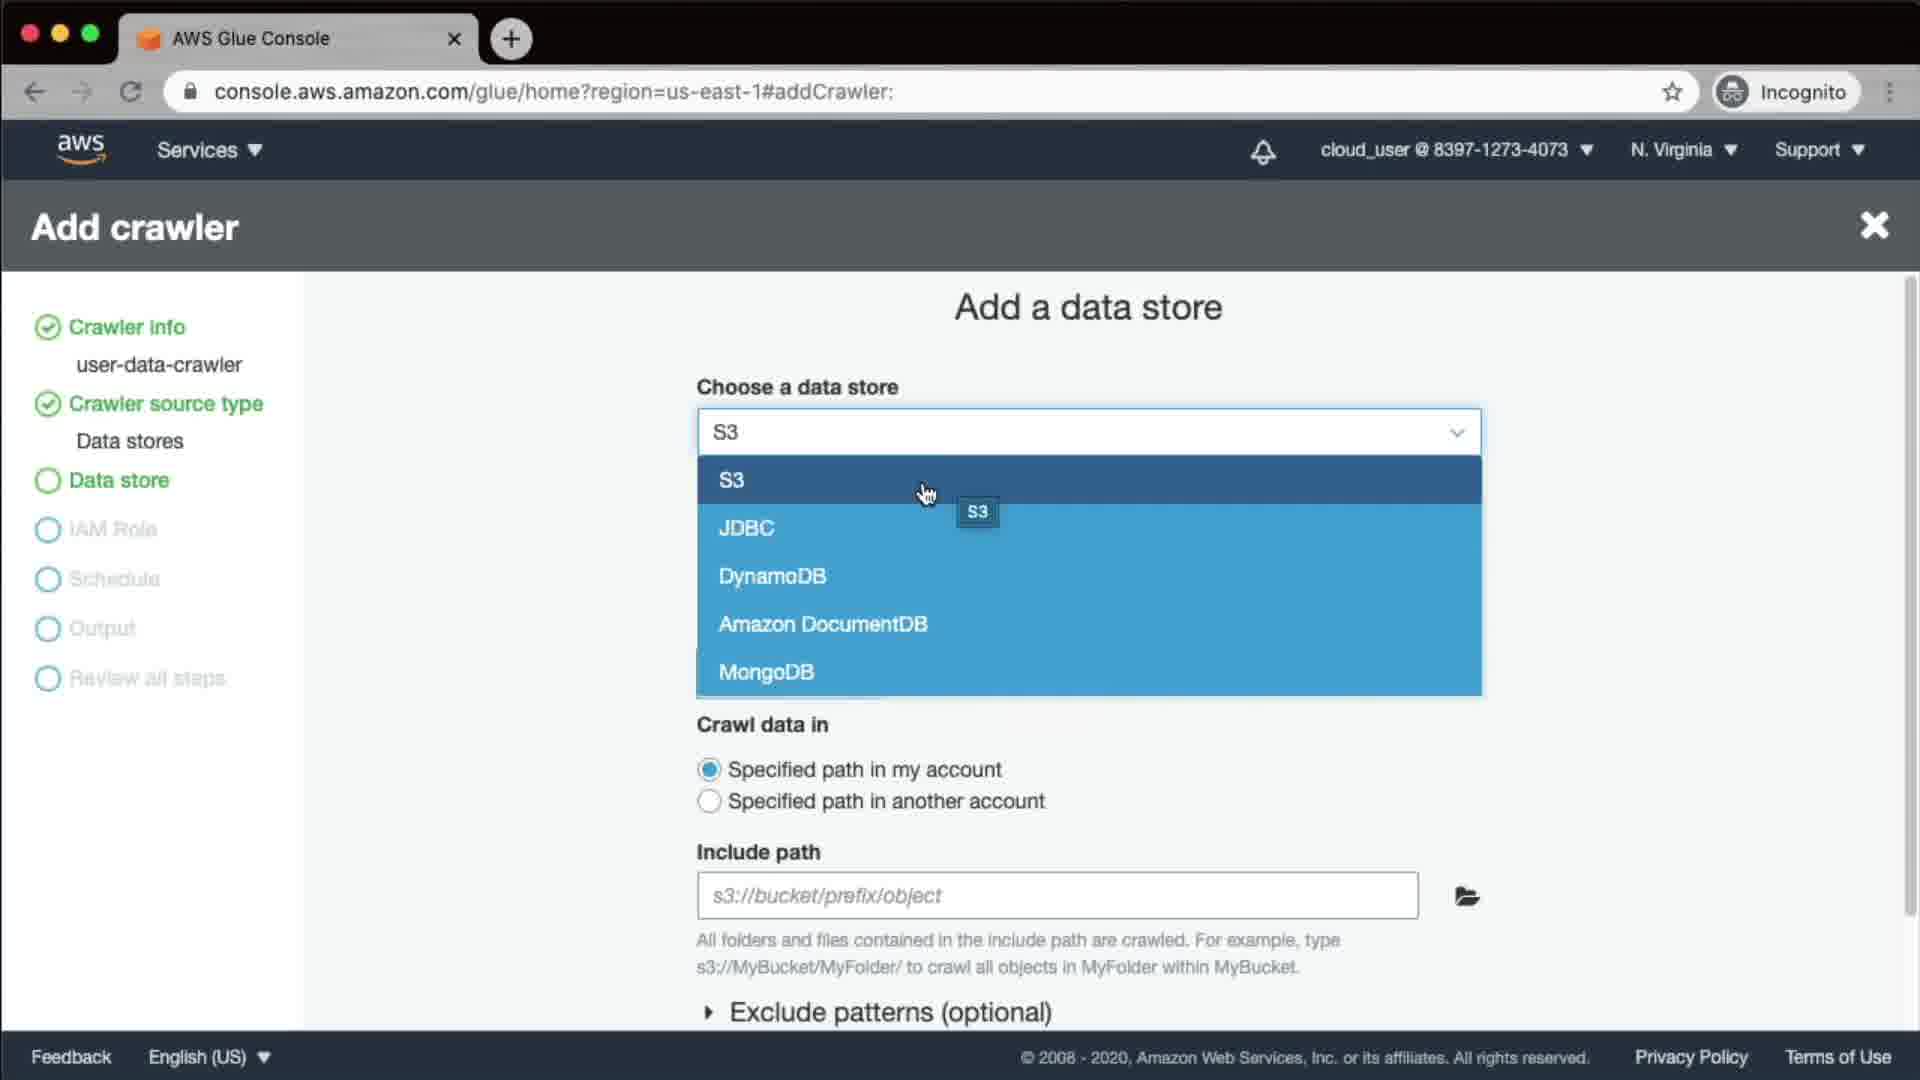 AWS Glue Console
console.aws.amazon.com/glue/home?region=us-east-1#addCrawler:
Incognito
aws
Services
cloud_user @ 8397-1273-4073
N. Virginia
Support
Add crawler
Crawler info
user-data-crawler
Crawler source type
Data stores
Data store
IAM Role
Schedule
Output
Review all steps
Add a data store
Choose a data store
S3
S3
S3
JDBC
DynamoDB
Amazon DocumentDB
MongoDB
Crawl data in
Specified path in my account
Specified path in another account
Include path
s3://bucket/prefix/object
All folders and files contained in the include path are crawled. For example, type
s3://MyBucket/MyFolder/ to crawl all objects in MyFolder within MyBucket.
Exclude patterns (optional)
Feedback
English (US)
© 2008 - 2020, Amazon Web Services, Inc. or its affiliates. All rights reserved.
Privacy Policy
Terms of Use